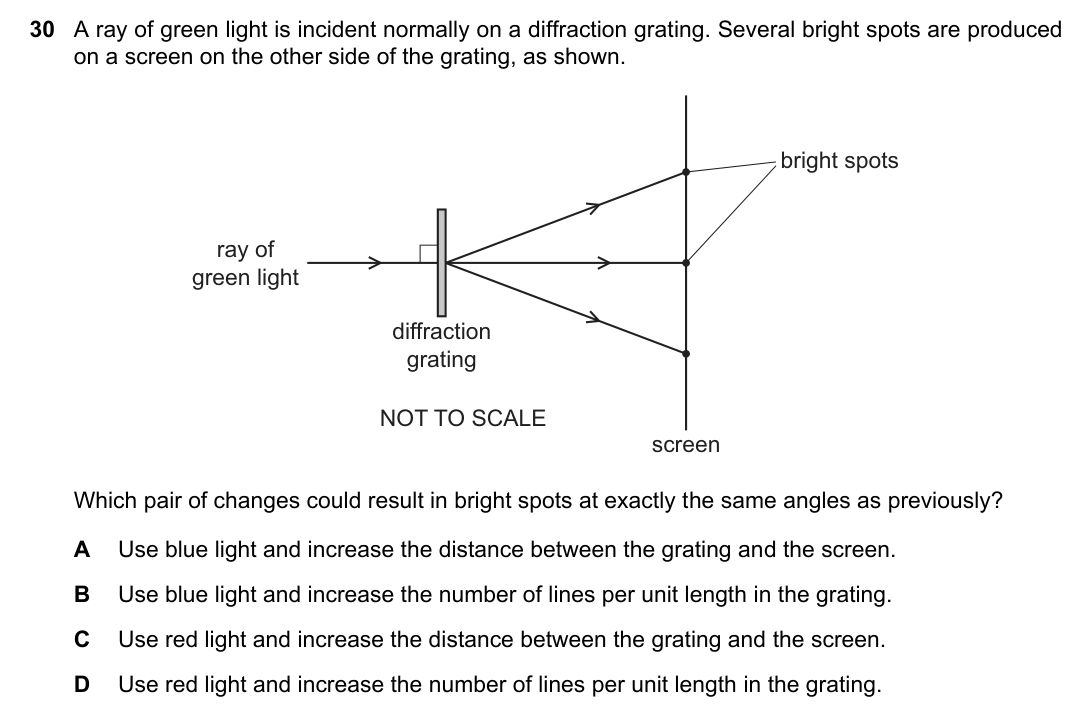 30 A ray of green light is incident normally on a diffraction grating. Several bright spots are produced
on a screen on the other side of the grating, as shown.
bright spots
ray of
green light
diffraction
grating
NOT TO SCALE
screen
Which pair of changes could result in bright spots at exactly the same angles as previously?
A Use blue light and increase the distance between the grating and the screen.
B Use blue light and increase the number of lines per unit length in the grating.
C Use red light and increase the distance between the grating and the screen.
D Use red light and increase the number of lines per unit length in the grating.